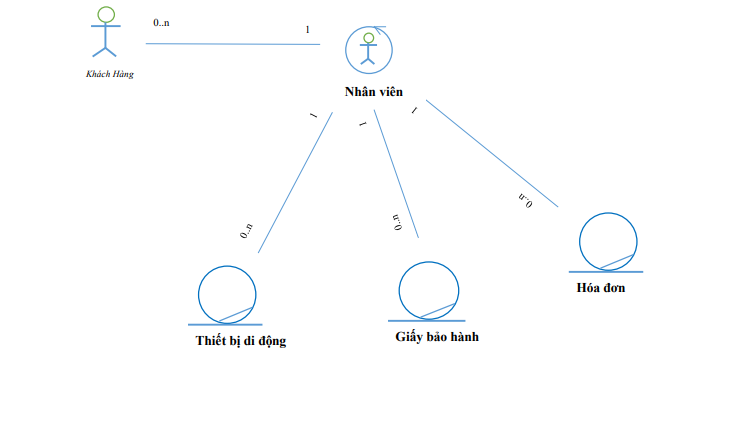 0..n
1
Khách Hàng
Nhân viên
1
1
1
0..n
0..n
0..n
Hóa đơn
Thiết bị di động
Giấy bảo hành